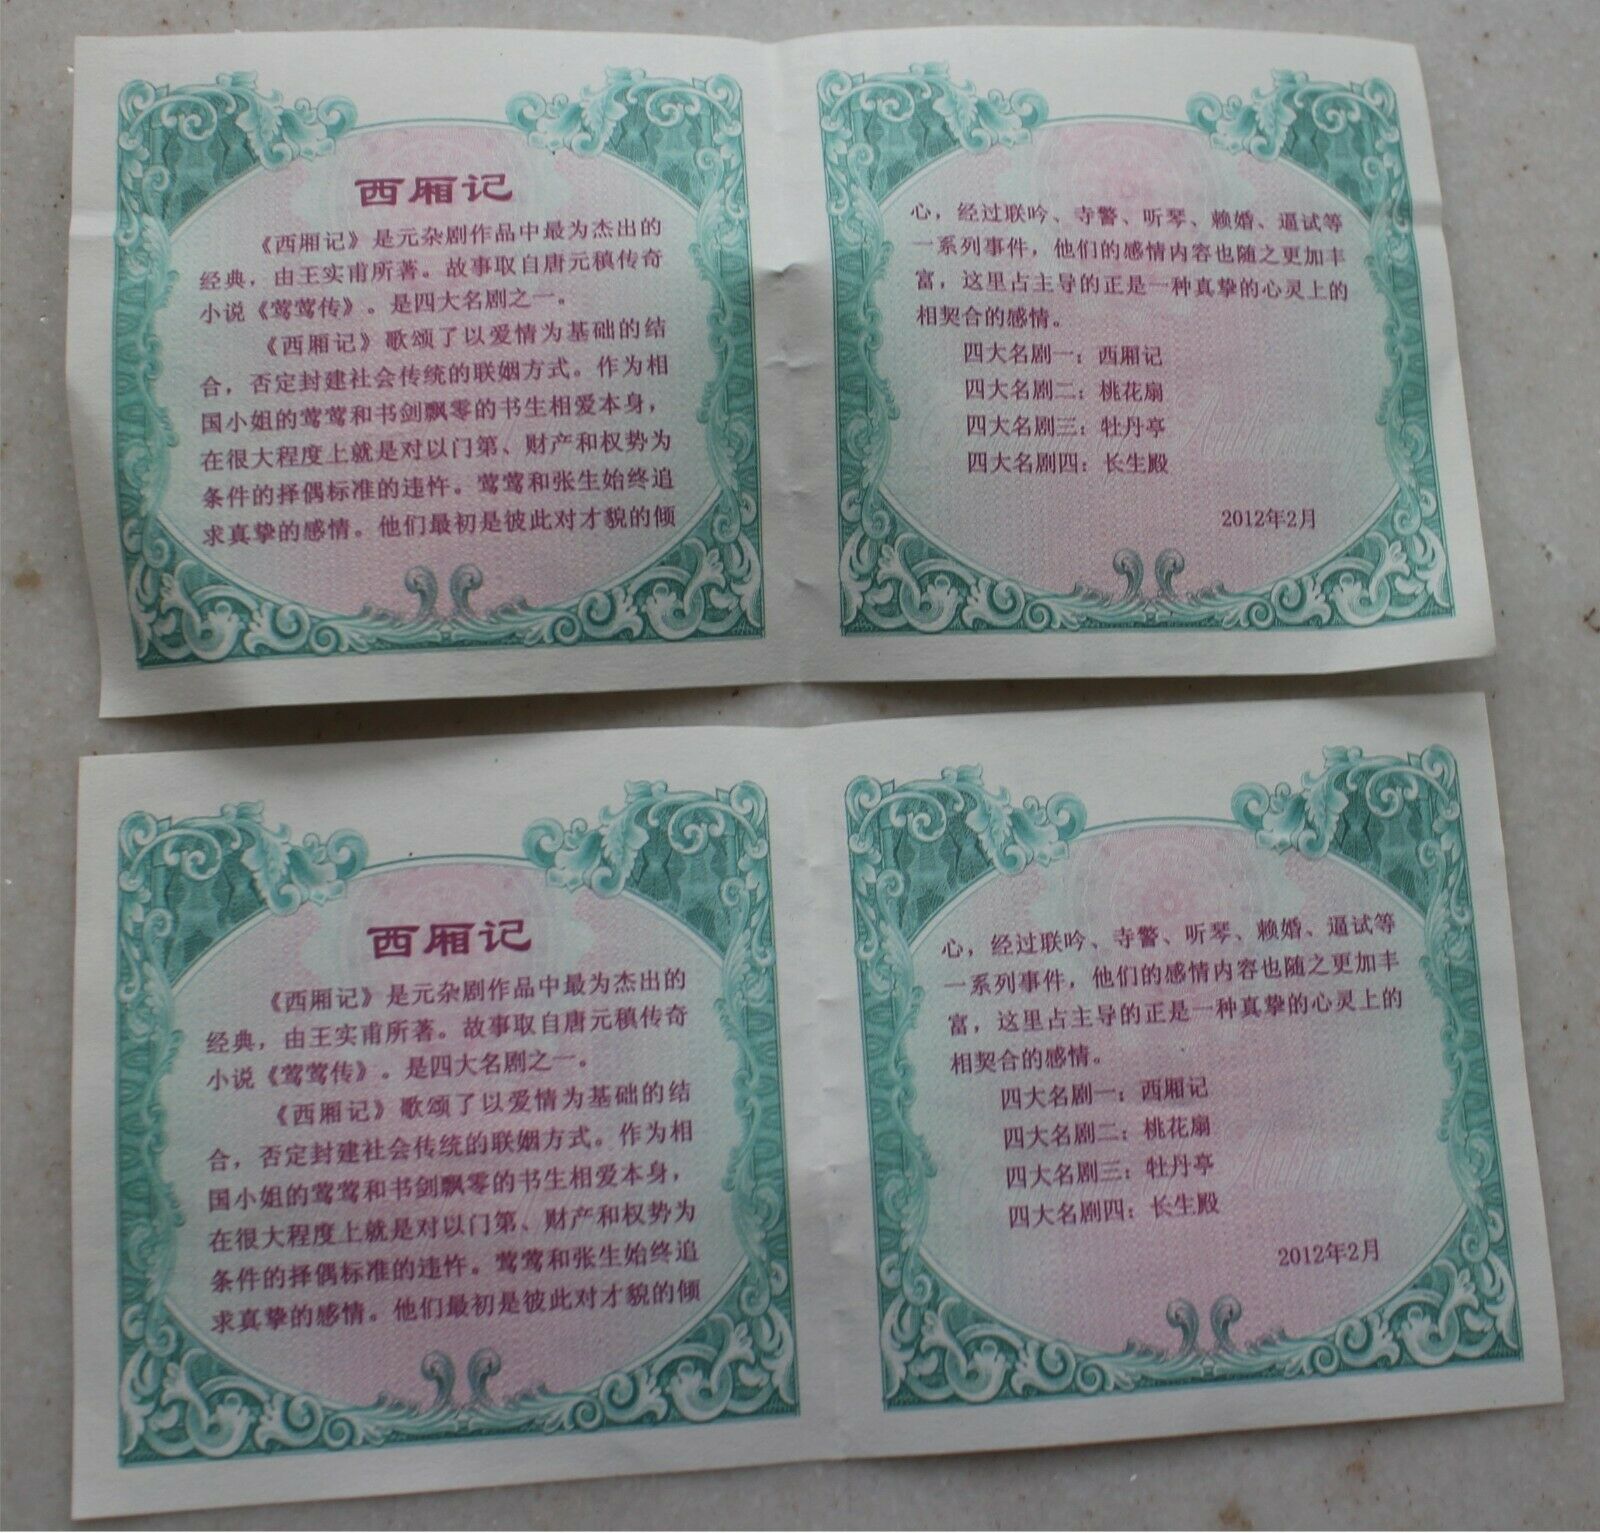 西厢记
《西厢记》是元杂剧作品中最为杰出的
经典，由王实甫所著。故事取自唐元稹传奇
小说《莺莺传》。是四大名剧之一。
《西厢记》歌颂了以爱情为基础的结
合，否定封建社会传统的联姻方式。作为相
国小姐的莺莺和书剑飘零的书生相爱本身，
在很大程度上就是对以门第、财产和权势为
条件的择偶标准的违忤。莺莺和张生始终追
求真挚的感情。他们最初是彼此对才貌的倾
心，经过联吟、寺警、听琴、赖婚、逼试等
一系列事件，他们的感情内容也随之更加丰
富，这里占主导的正是一种真挚的心灵上的
相契合的感情。
四大名剧一：西厢记
四大名剧二：桃花扇
四大名剧三：牡丹亭
四大名剧四：长生殿
2012年2月
西厢记
《西厢记》是元杂剧作品中最为杰出的
经典，由王实甫所著。故事取自唐元稹传奇
小说《莺莺传》。是四大名剧之一。
《西厢记》歌颂了以爱情为基础的结
合，否定封建社会传统的联姻方式。作为相
国小姐的莺莺和书剑飘零的书生相爱本身，
在很大程度上就是对以门第、财产和权势为
条件的择偶标准的违忤。莺莺和张生始终追
求真挚的感情。他们最初是彼此对才貌的倾
心，经过联吟、寺警、听琴、赖婚、逼试等
一系列事件，他们的感情内容也随之更加丰
富，这里占主导的正是一种真挚的心灵上的
相契合的感情。
四大名剧一：西厢记
四大名剧二：桃花扇
四大名剧三：牡丹亭
四大名剧四：长生殿
2012年2月